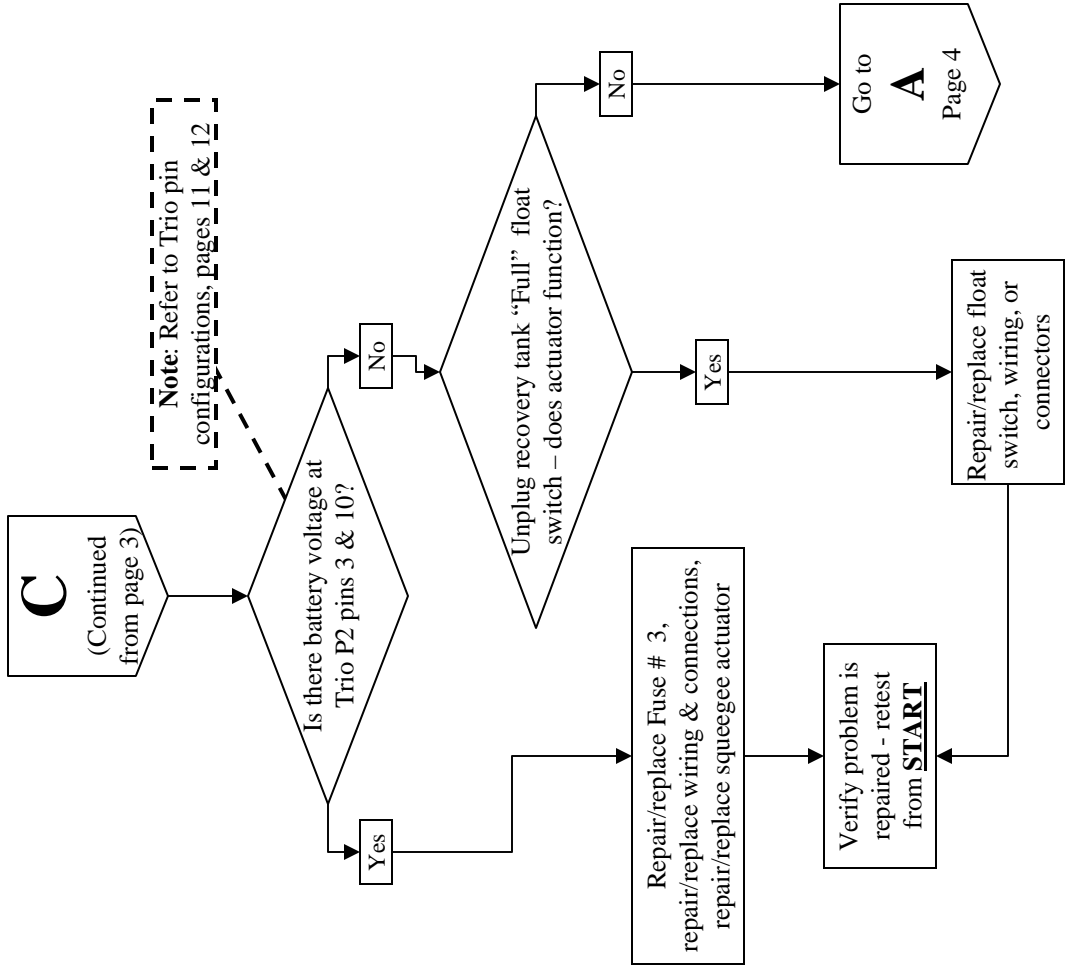 C
(Continued
from page 3)
Note: Refer to Trio pin
configurations, pages 11 & 12
Is there battery voltage at
Trio P2 pins 3 & 10?
Yes
No
Unplug recovery tank “Full” float
switch – does actuator function?
No
Yes
Go to
A
Page 4
Repair/replace Fuse # 3,
repair/replace wiring & connections,
repair/replace squeegee actuator
Repair/replace float
switch, wiring, or
connectors
Verify problem is
repaired - retest
from START